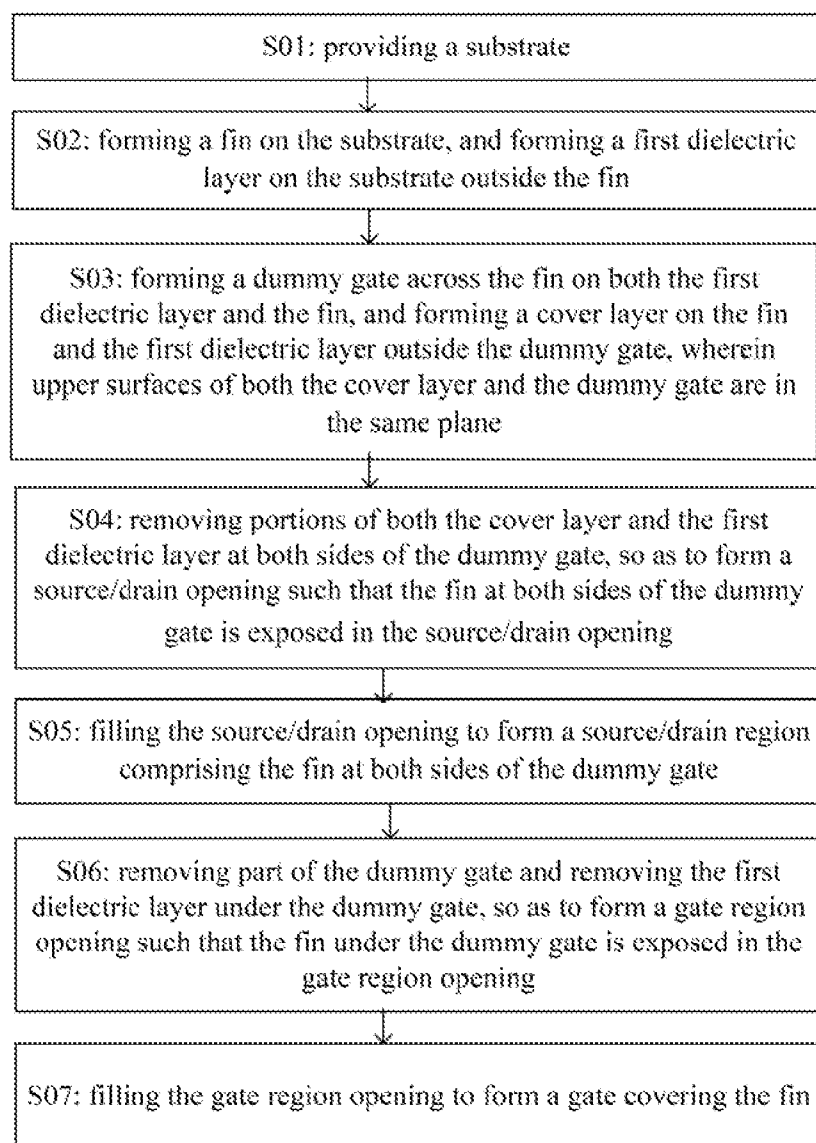 S01: providing a substrate
S02: forming a fin on the substrate, and forming a first dielectric
layer on the substrate outside the fin
S03: forming a dummy gate across the fin on both the first
dielectric layer and the fin, and forming a cover layer on the fin
and the first dielectric layer outside the dummy gate, wherein
upper surfaces of both the cover layer and the dummy gate are in
the same plane
S04: removing portions of both the cover layer and the first
dielectric layer at both sides of the dummy gate, so as to form a
source/drain opening such that the fin at both sides of the dummy
gate is exposed in the source/drain opening
S05: filling the source/drain opening to form a source/drain region
comprising the fin at both sides of the dummy gate
S06: removing part of the dummy gate and removing the first
dielectric layer under the dummy gate, so as to form a gate region
opening such that the fin under the dummy gate is exposed in the
gate region opening
S07: filling the gate region opening to form a gate covering the fin